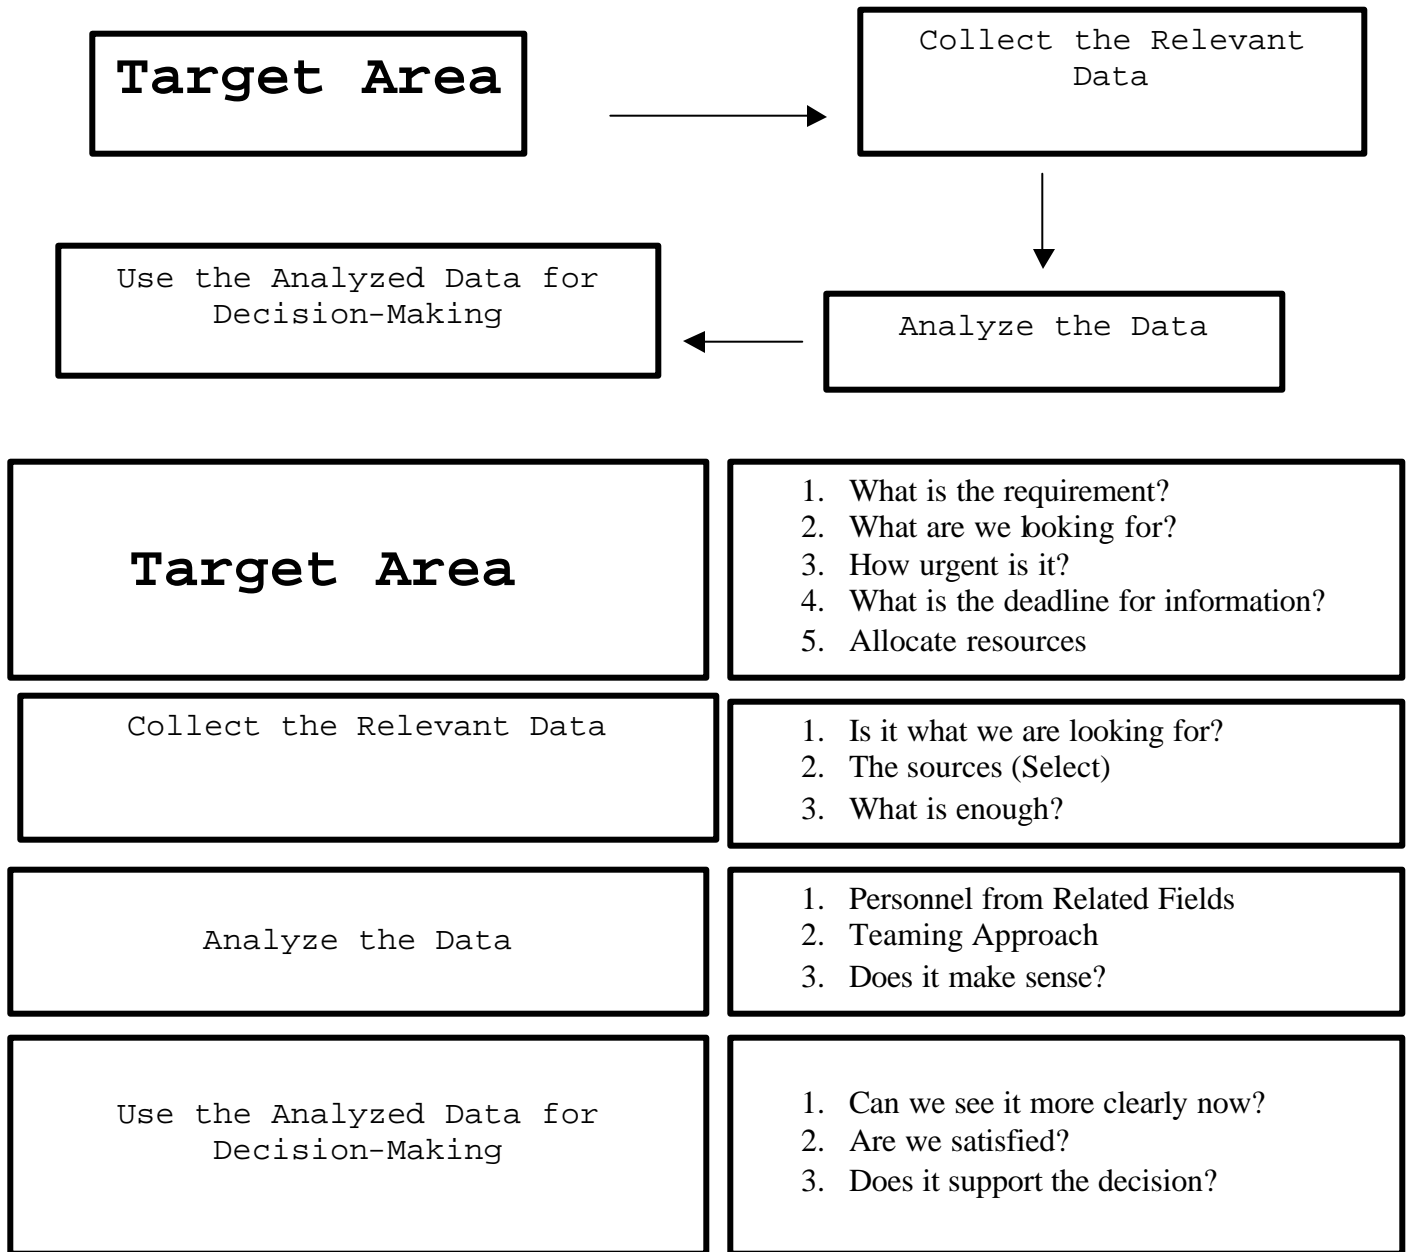 Target Area
Collect the Relevant
Data
Use the Analyzed Data for
Decision-Making
Analyze the Data
Target Area
1. What is the requirement?
2. What are we looking for?
3. How urgent is it?
4. What is the deadline for information?
5. Allocate resources
Collect the Relevant Data
1. Is it what we are looking for?
2. The sources (Select)
3. What is enough?
Analyze the Data
1. Personnel from Related Fields
2. Teaming Approach
3. Does it make sense?
Use the Analyzed Data for
Decision-Making
1. Can we see it more clearly now?
2. Are we satisfied?
3. Does it support the decision?